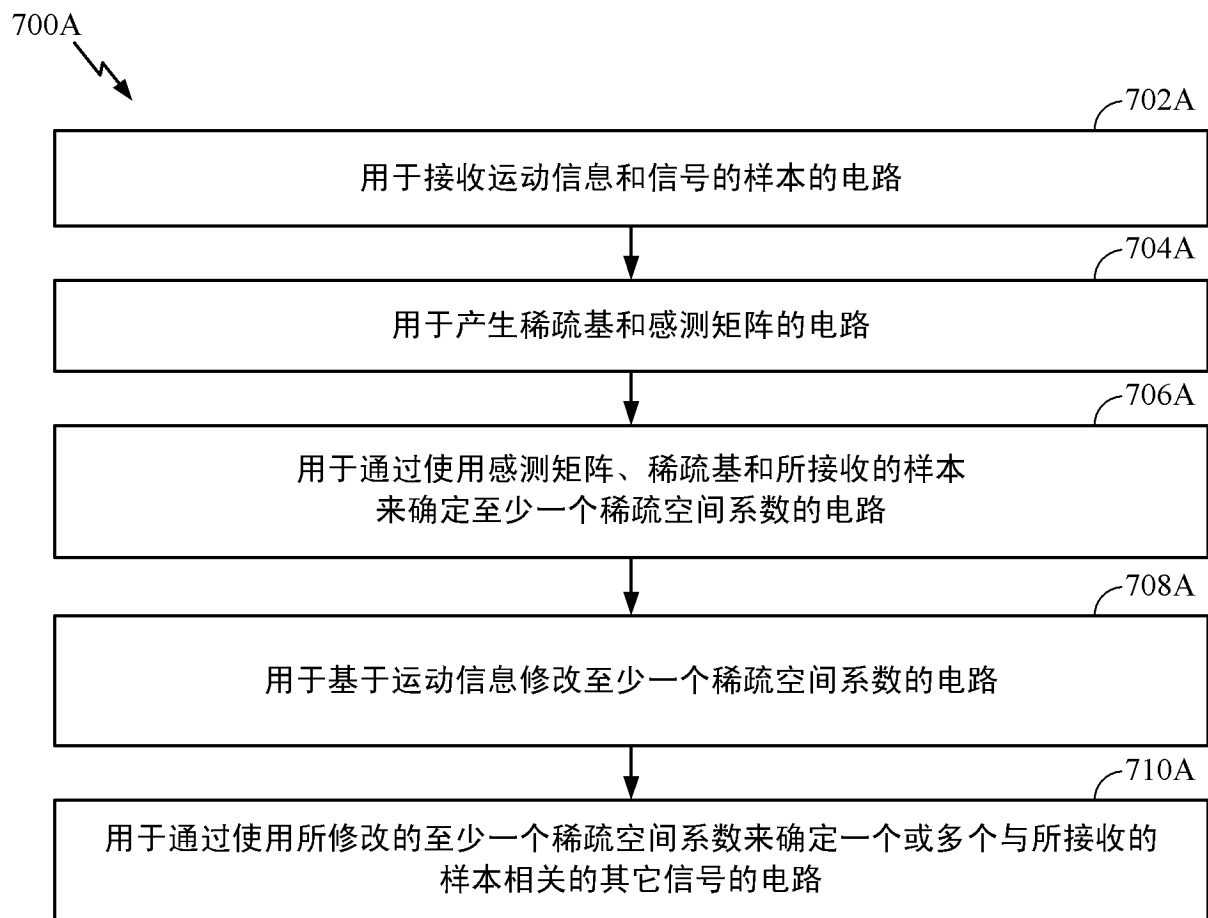 700A
702A
用于接收运动信息和信号的样本的电路
704A
用于产生稀疏基和感测矩阵的电路
706A
用于通过使用感测矩阵、稀疏基和所接收的样本
来确定至少一个稀疏空间系数的电路
708A
用于基于运动信息修改至少一个稀疏空间系数的电路
710A
用于通过使用所修改的至少一个稀疏空间系数来确定一个或多个与所接收的
样本相关的其它信号的电路